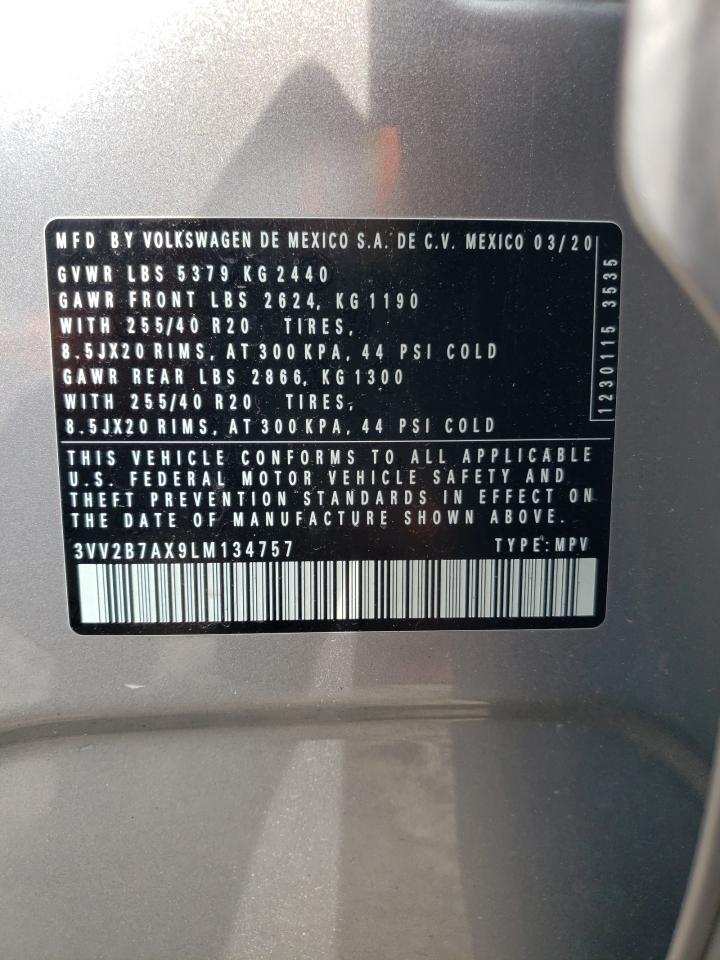 MFD BY VOLKSWAGEN DE MEXICO S.A. DE C.V. MEXICO 03/20
GVWR LBS 5379 KG 2440
GAWR FRONT LBS 2624, KG 1190
WITH 255/40 R20 TIRES,
8.5JX20 RIMS, AT 300 KPA, 44 PSI COLD
GAWR REAR LBS 2866, KG 1300
WITH 255/40 R20 TIRES,
8.5JX20 RIMS, AT 300 KPA, 44 PSI COLD
1230115 3535
THIS VEHICLE CONFORMS TO ALL APPLICABLE
U.S. FEDERAL MOTOR VEHICLE SAFETY AND
THEFT PREVENTION STANDARDS IN EFFECT ON
THE DATE OF MANUFACTURE SHOWN ABOVE.
3VV2B7AX9LM134757 TYPE: MPV